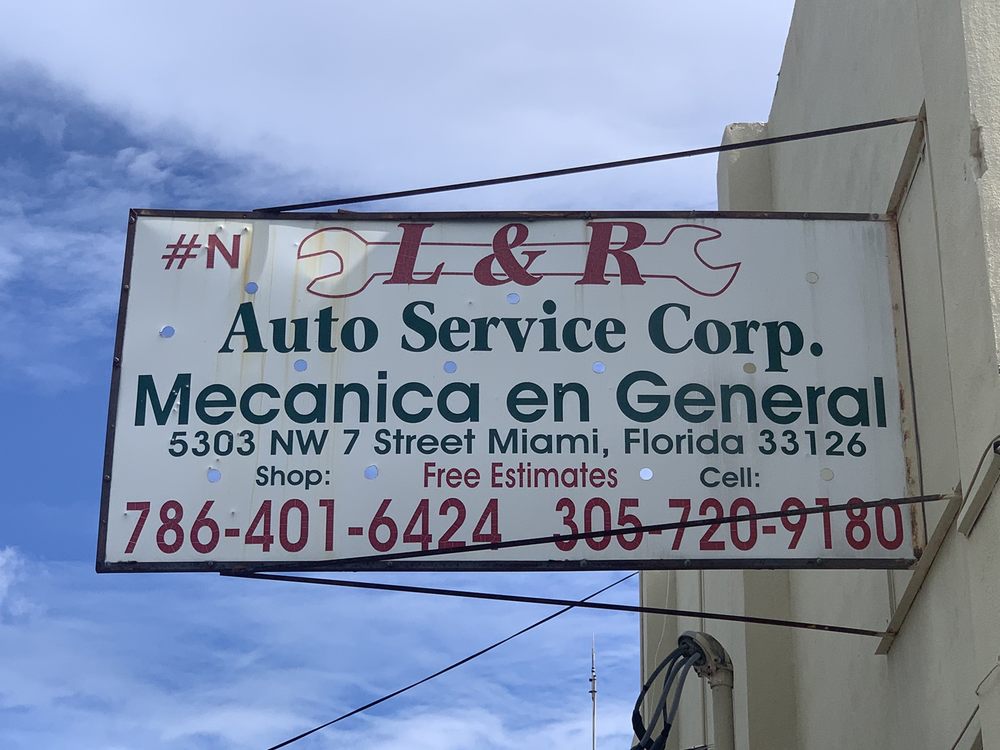 #N L & R
Auto Service Corp.
Mecanica en General
5303 NW 7 Street Miami, Florida 33126
Shop: Free Estimates Cell:
786-401-6424 305-720-9180